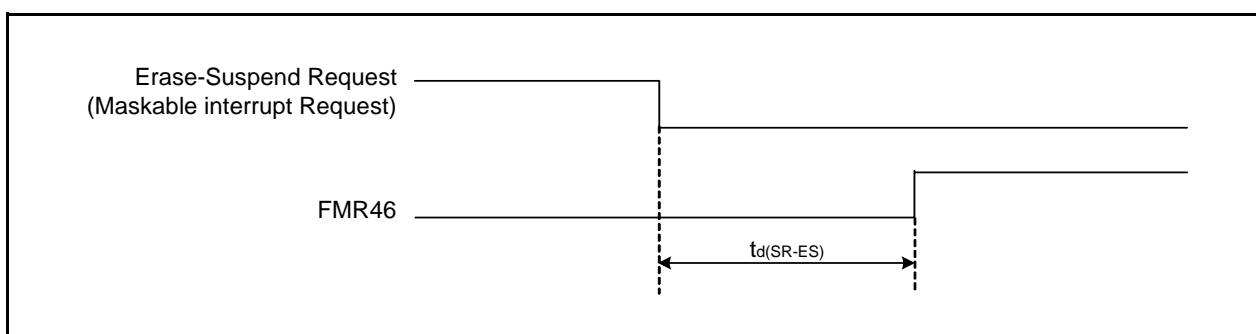 Erase-Suspend Request
(Maskable interrupt Request)
FMR46
td(SR-ES)